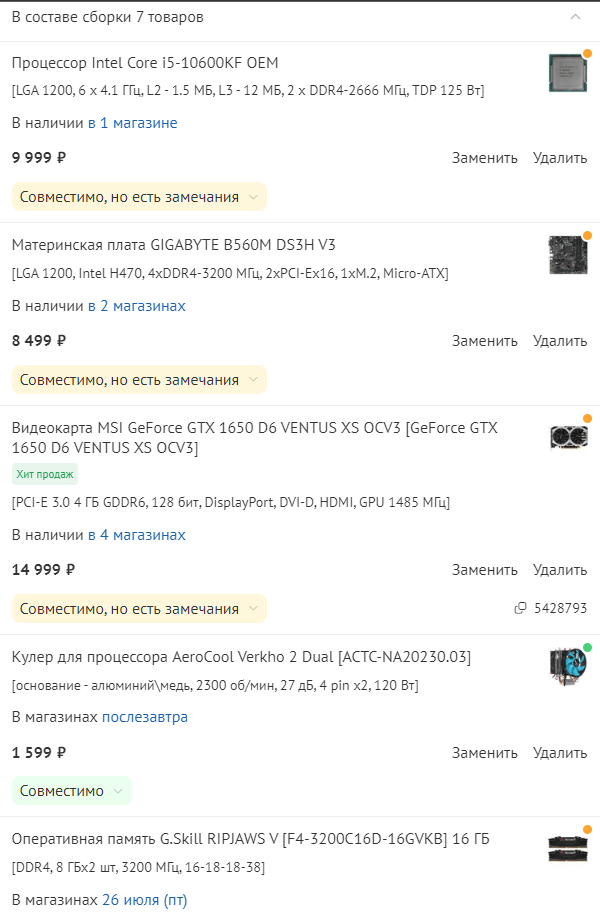 В составе сборки 7 товаров
Процессор Intel Core i5-10600KF OEM
[LGA 1200, 6 x 4.1 ГГц, L2 - 1.5 МБ, L3 - 12 МБ, 2 x DDR4-2666 МГц, TDP 125 Вт]
В наличии в 1 магазине
9 999 ₽
Заменить Удалить
Совместимо, но есть замечания
Материнская плата GIGABYTE B560M DS3H V3
[LGA 1200, Intel H470, 4xDDR4-3200 МГц, 2xPCI-Ex16, 1xM.2, Micro-ATX]
В наличии в 2 магазинах
8 499 ₽
Заменить Удалить
Совместимо, но есть замечания
Видеокарта MSI GeForce GTX 1650 D6 VENTUS XS OCV3 [GeForce GTX
1650 D6 VENTUS XS OCV3]
Хит продаж
[PCI-E 3.0 4 ГБ GDDR6, 128 бит, DisplayPort, DVI-D, HDMI, GPU 1485 МГц]
В наличии в 4 магазинах
14 999 ₽
Заменить Удалить
Совместимо, но есть замечания
5428793
Кулер для процессора AeroCool Verkho 2 Dual [ACTC-NA20230.03]
[основание - алюминий\медь, 2300 об/мин, 27 дБ, 4 pin x2, 120 Вт]
В магазинах послезавтра
1 599 ₽
Заменить Удалить
Совместимо
Оперативная память G.Skill RIPJAWS V [F4-3200C16D-16GVKB] 16 ГБ
[DDR4, 8 ГБx2 шт, 3200 МГц, 16-18-18-38]
В магазинах 26 июля (пт)